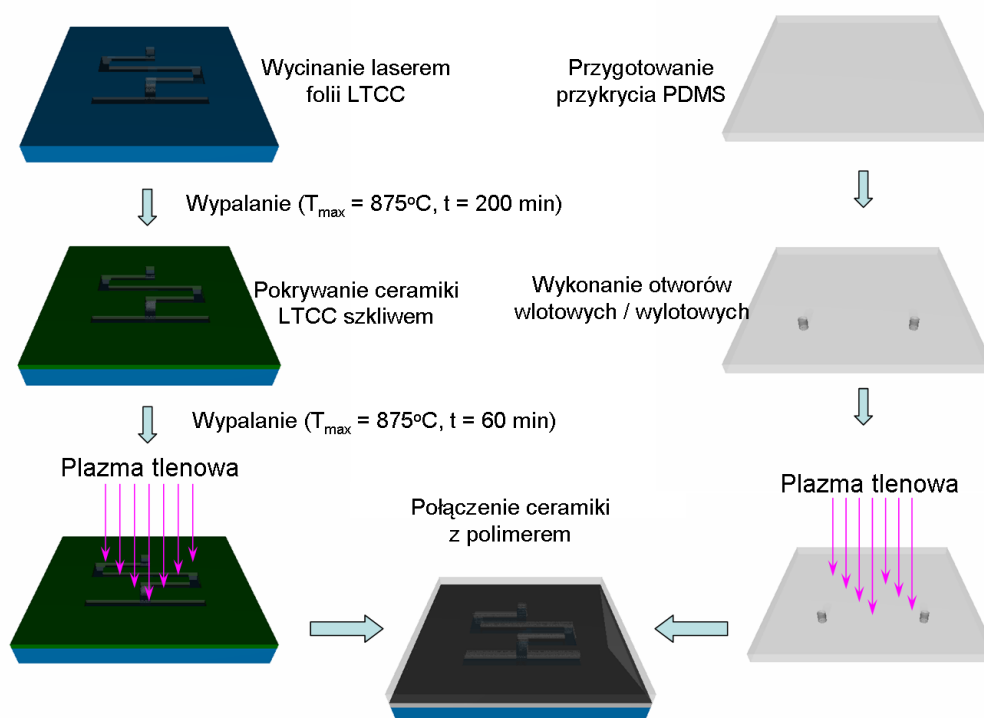 Wycinanie laserem
folii LTCC
Przygotowanie
przykrycia PDMS
Wypalanie (Tmax = 875oC, t = 200 min)
Pokrywanie ceramiki
LTCC szkliwem
Wykonanie otworów
wlotowych / wylotowych
Wypalanie (Tmax = 875oC, t = 60 min)
Plazma tlenowa
Plazma tlenowa
Połączenie ceramiki
z polimerem